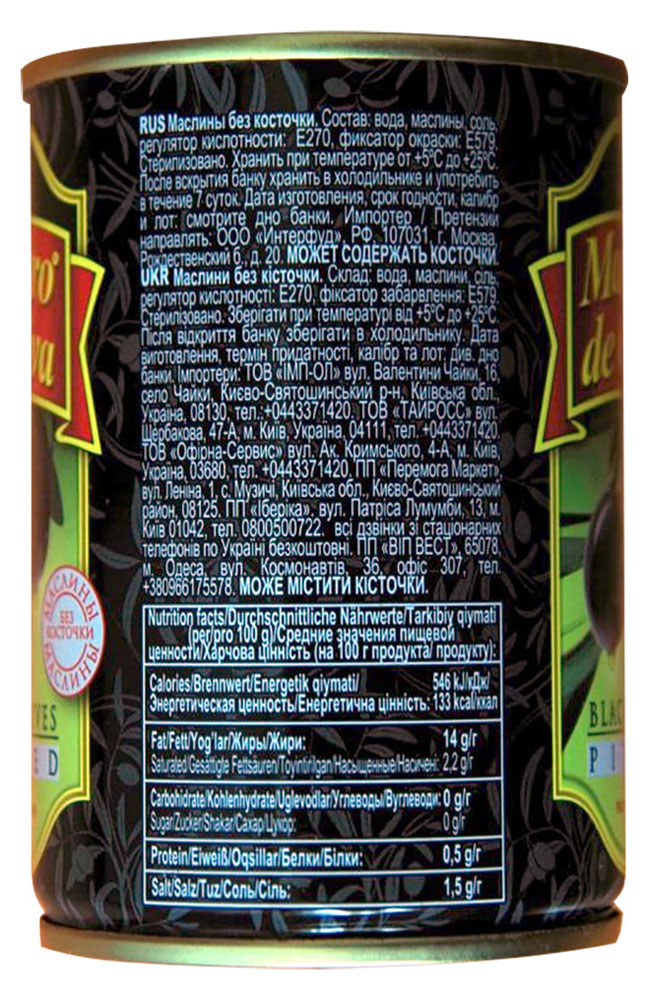 RUS Маслины без косточки. Состав: вода, маслины, соль,
регулятор кислотности: E270, фиксатор окраски: E579.
Стерилизовано. Хранить при температуре от +5°C до +25°C.
После вскрытия банку хранить в холодильнике и употребить
в течение 7 суток. Дата изготовления, срок годности, калибр
и лот: смотрите дно банки. Импортер / Претензии
направлять: ООО «Интерфуд», РФ, 107031, г. Москва,
Рождественский б., д. 20. МОЖЕТ СОДЕРЖАТЬ КОСТОЧКИ.
UKR Маслини без кісточки. Склад: вода, маслини, сіль,
регулятор кислотності: E270, фіксатор забарвлення: E579.
Стерилізовано. Зберігати при температурі від +5°C до +25°C.
Після відкриття банку зберігати в холодильнику. Дата
виготовлення, термін придатності, калібр та лот: див. дно
банки. Імпортери: ТОВ «ІМП-ОЛ» вул. Валентини Чайки, 16,
село Чайки, Києво-Святошинський р-н, Київська обл.,
Україна, 08130, тел.:+0443371420, ТОВ «ТАЙРОСС» вул.
Щербакова, 47-А, м. Київ, Україна, 04111, тел. +0443371420,
ТОВ «Офірна-Сервис» вул. Ак. Кримського, 4-А, м. Київ,
Україна, 03680, тел. +0443371420, ПП «Перемога Маркет»,
вул. Леніна, 1, с. Музичі, Київська обл., Києво-Святошинський
район, 08125. ПП «Іберіка», вул. Патріса Лумумби, 13, м.
Київ 01042, тел. 0800500722, всі дзвінки зі стаціонарних
телефонів по Україні безкоштовні. ПП «ВІП ВЕСТ», 65078,
м. Одеса, вул. Космонавтів, 36, офіс 307, тел.
+380966175578. МОЖЕ МІСТИТИ КІСТОЧКИ.
Nutrition facts/Durchschnittliche Nährwerte/Tarkibiy qiymati
(per/pro 100 g)/Средние значения пищевой
ценности/Харчова цінність (на 100 г продукта/ продукту):
Calories/Brennwert/Energetik qiymati/ 546 kJ/кДж/
Энергетическая ценность/Енергетична цінність: 133 kcal/ккал
Fat/Fett/Yog'lar/Жиры/Жири: 14 g/г
Saturated/Gesättigte Fettsäuren/Toyintirilgan/Насыщенные/Насичені: 2,2 g/г
Carbohidrate/Kohlenhydrate/Uglevodlar/Углеводы/Вуглеводи: 0 g/г
Sugar/Zucker/Shakar/Сахар/Цукор: 0 g/г
Protein/Eiweiß/Oqsillar/Белки/Білки: 0,5 g/г
Salt/Salz/Tuz/Соль/Сіль: 1,5 g/г
МАСЛИНЫ
БЕЗ
КОСТОЧКИ
МАСЛИНЫ
de